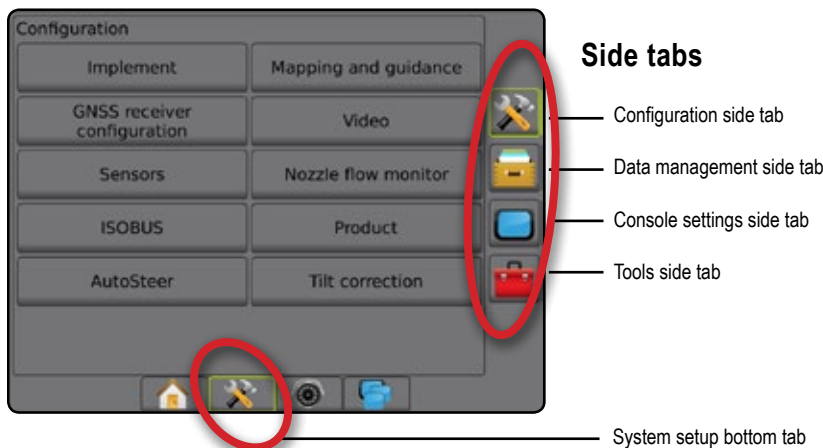 Configuration
Implement
Mapping and guidance
GNSS receiver
configuration
Video
Sensors
Nozzle flow monitor
ISOBUS
Product
AutoSteer
Tilt correction
Side tabs
Configuration side tab
Data management side tab
Console settings side tab
Tools side tab
System setup bottom tab